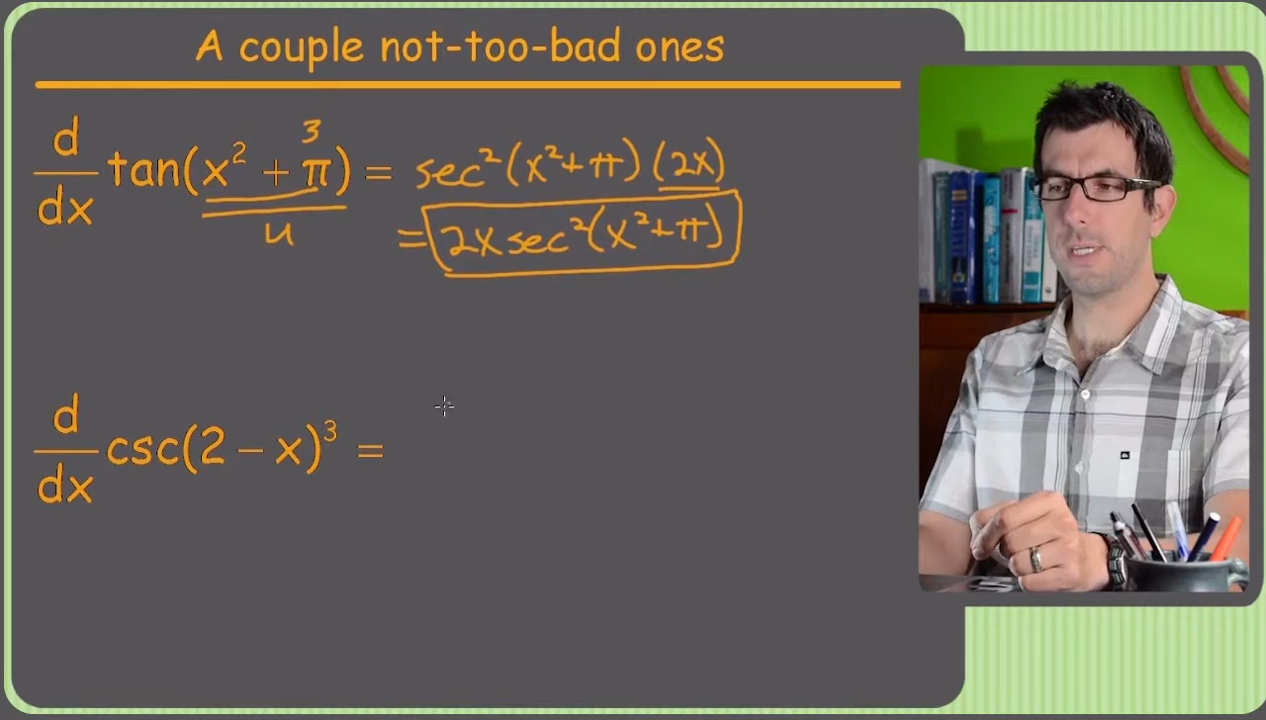 A couple not-too-bad ones
3
d/dx tan(x² + π) = sec²(x²+π)(2x)
u
= 2x sec²(x²+π)
d/dx csc(2 − x)³ =